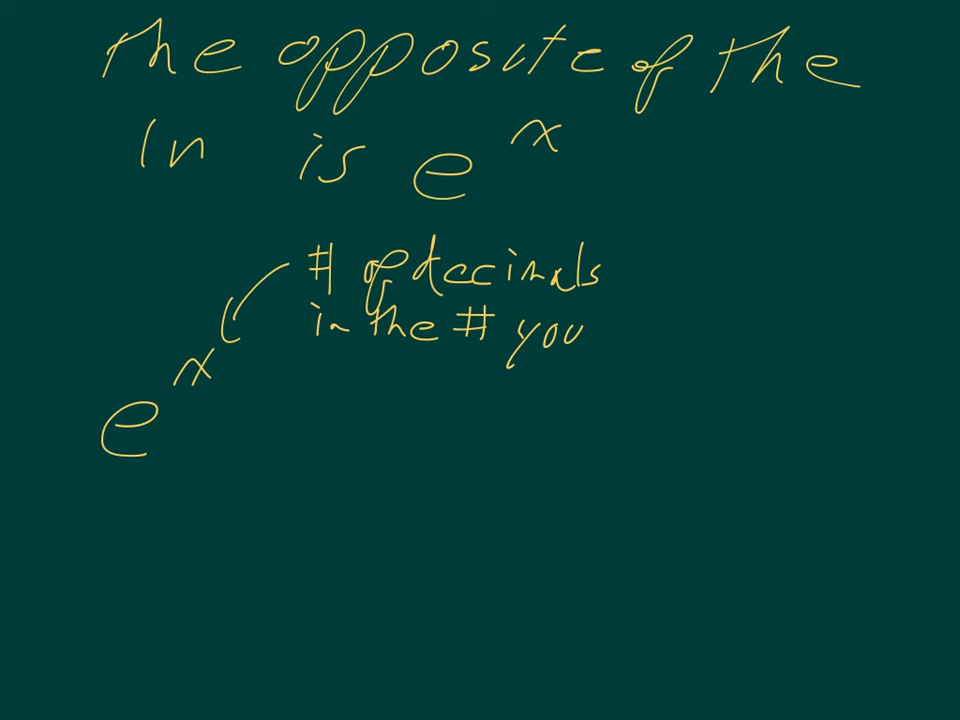 the opposite of the
ln is e^x
# of decimals
in the # you
e^x